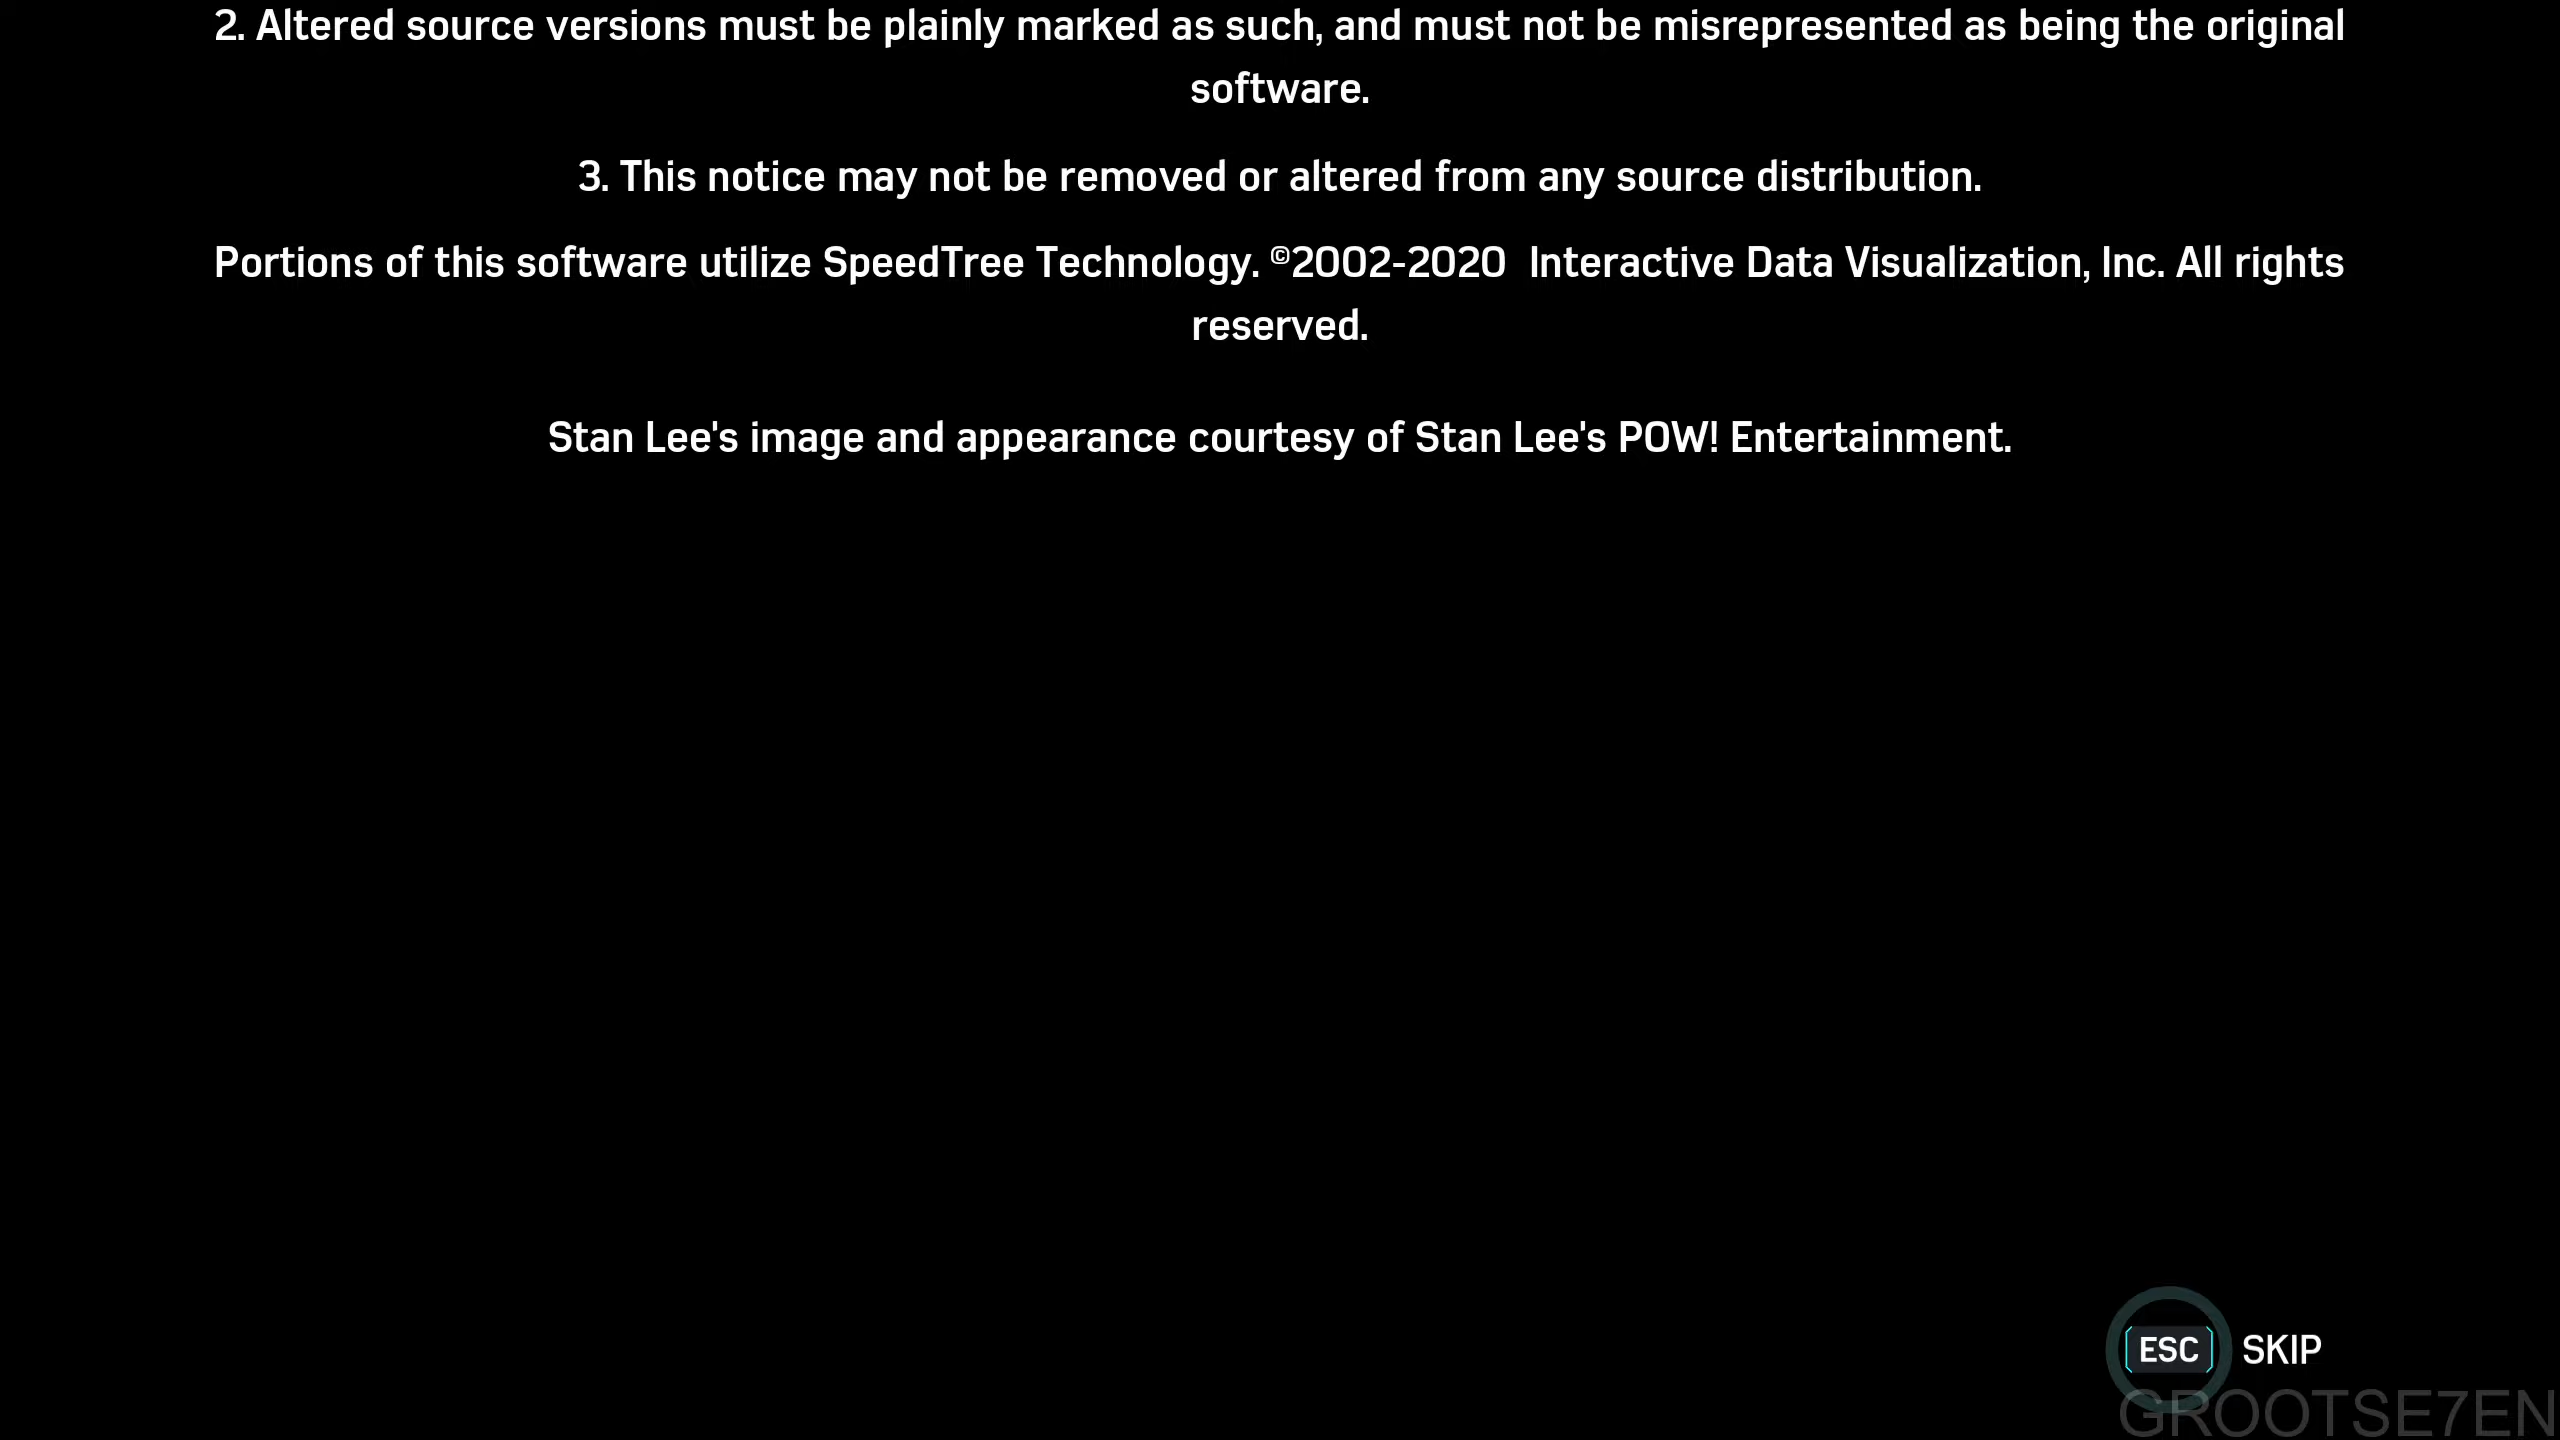 2. Altered source versions must be plainly marked as such, and must not be misrepresented as being the original
software.
3. This notice may not be removed or altered from any source distribution.
Portions of this software utilize SpeedTree Technology. ©2002-2020  Interactive Data Visualization, Inc. All rights
reserved.
Stan Lee's image and appearance courtesy of Stan Lee's POW! Entertainment.
ESC SKIP
GROOTSE7EN